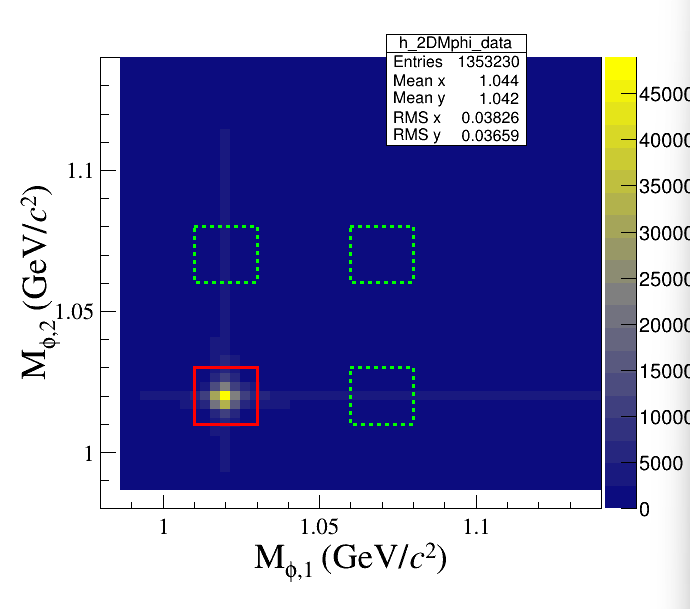 h_2DMphi_data
Entries 1353230
Mean x 1.044
Mean y 1.042
RMS x 0.03826
RMS y 0.03659
45000
40000
35000
30000
25000
20000
15000
10000
5000
0
1.1
1.05
1
Mϕ,2 (GeV/c²)
1 1.05 1.1
Mϕ,1 (GeV/c²)